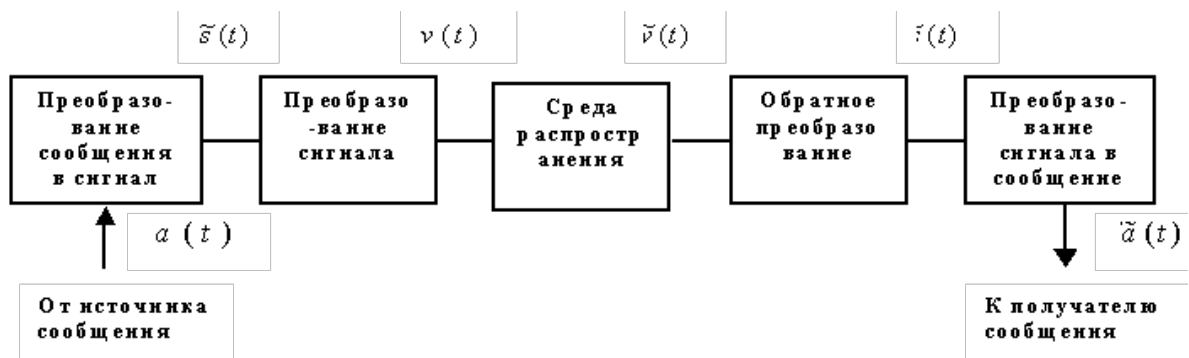 s̃(t)
v(t)
ṽ(t)
(t)
Преобразо-
вание
сообщения
в сигнал
Преобразо
-вание
сигнала
Среда
распростр
анения
Обратное
преобразо
вание
Преобразо-
вание
сигнала в
сообщение
a (t)
ã(t)
От источника
сообщения
К получателю
сообщения